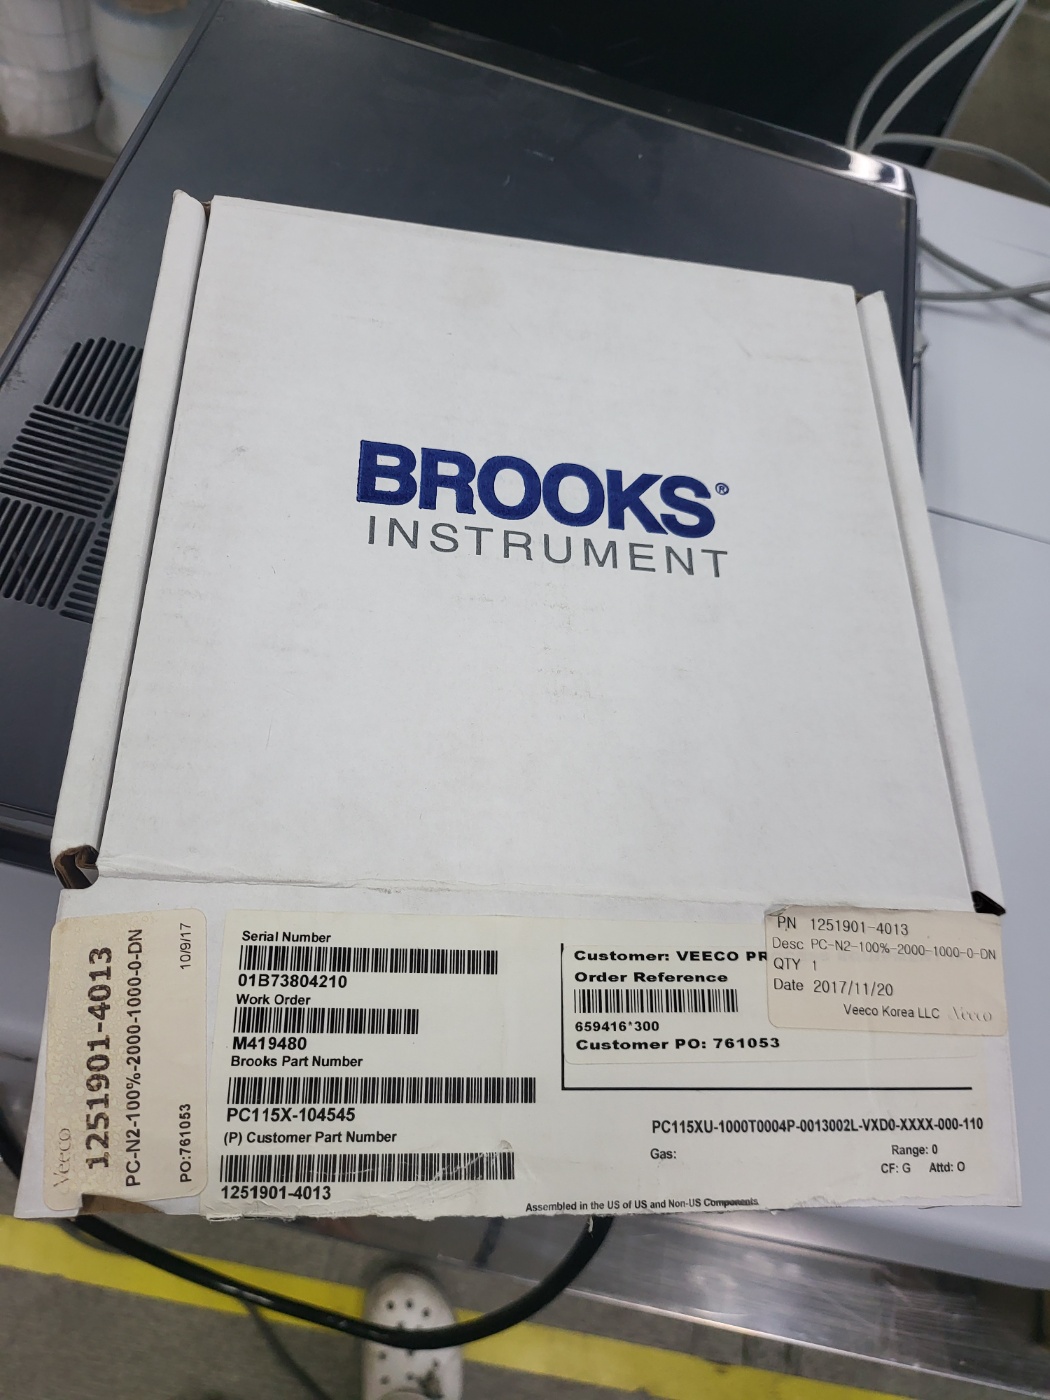 BROOKS®
INSTRUMENT
Veeco
1251901-4013
PC-N2-100%-2000-1000-0-DN
PO:761053 10/9/17
Serial Number
01B73804210
Work Order
M419480
Brooks Part Number
PC115X-104545
(P) Customer Part Number
1251901-4013
Customer: VEECO PR
Order Reference
659416*300
Customer PO: 761053
P/N 1251901-4013
Desc PC-N2-100%-2000-1000-0-DN
QTY 1
Date 2017/11/20
Veeco Korea LLC Veeco
PC115XU-1000T0004P-0013002L-VXD0-XXXX-000-110
Gas: Range: 0
CF: G Attd: O
Assembled in the US of US and Non-US Components